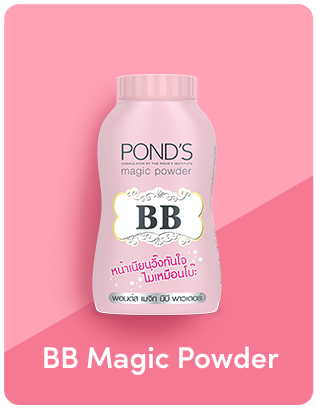 POND'S
FORMULATED BY THE POND'S INSTITUTE
magic powder
BB
หน้าเนียนวิ้งทันใจ
ไม่เหมือนโบ๊ะ
พอนด์ส เมจิก บีบี พาวเดอร์
BB Magic Powder